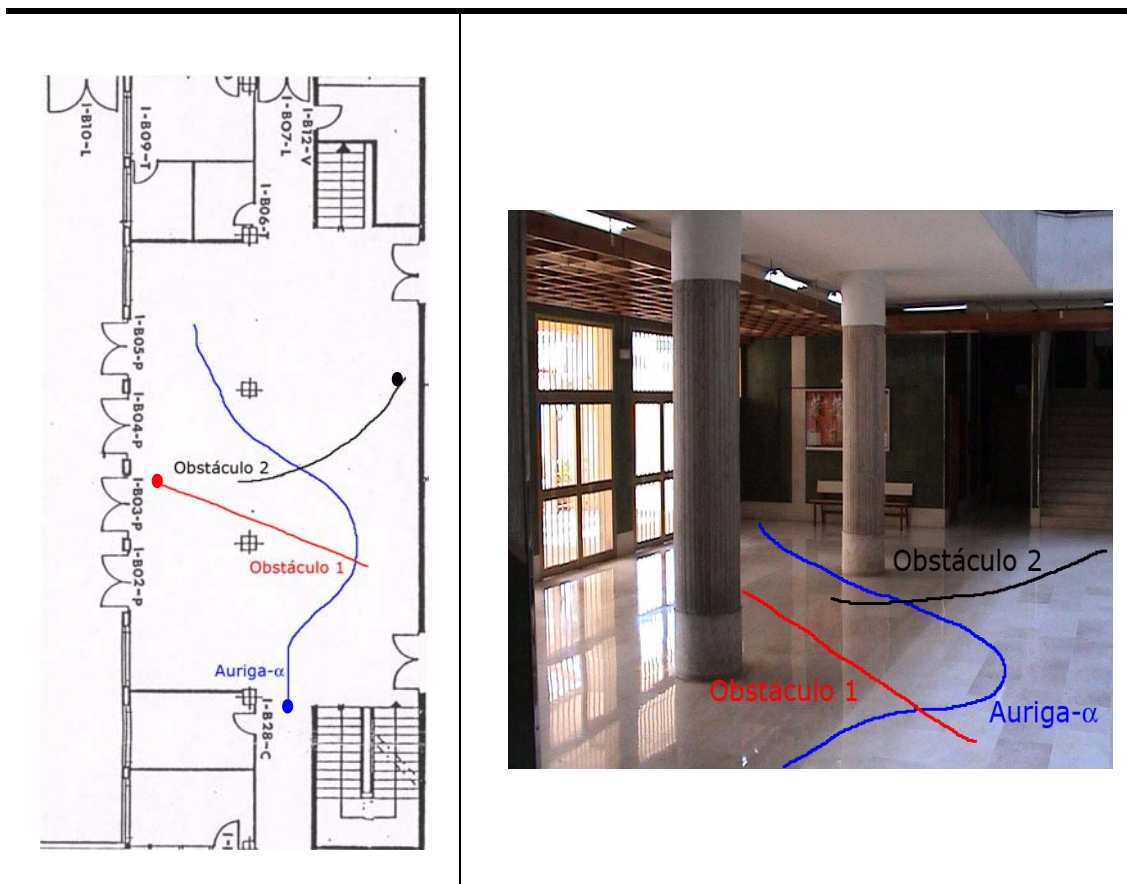 I-B10-L
I-B09-T
I-B07-L
I-B12-V
I-B06-T
I-B05-P
I-B04-P
Obstáculo 2
I-B03-P
Obstáculo 1
I-B02-P
Auriga-α
I-B28-C
I-I
Obstáculo 2
Obstáculo 1
Auriga-α